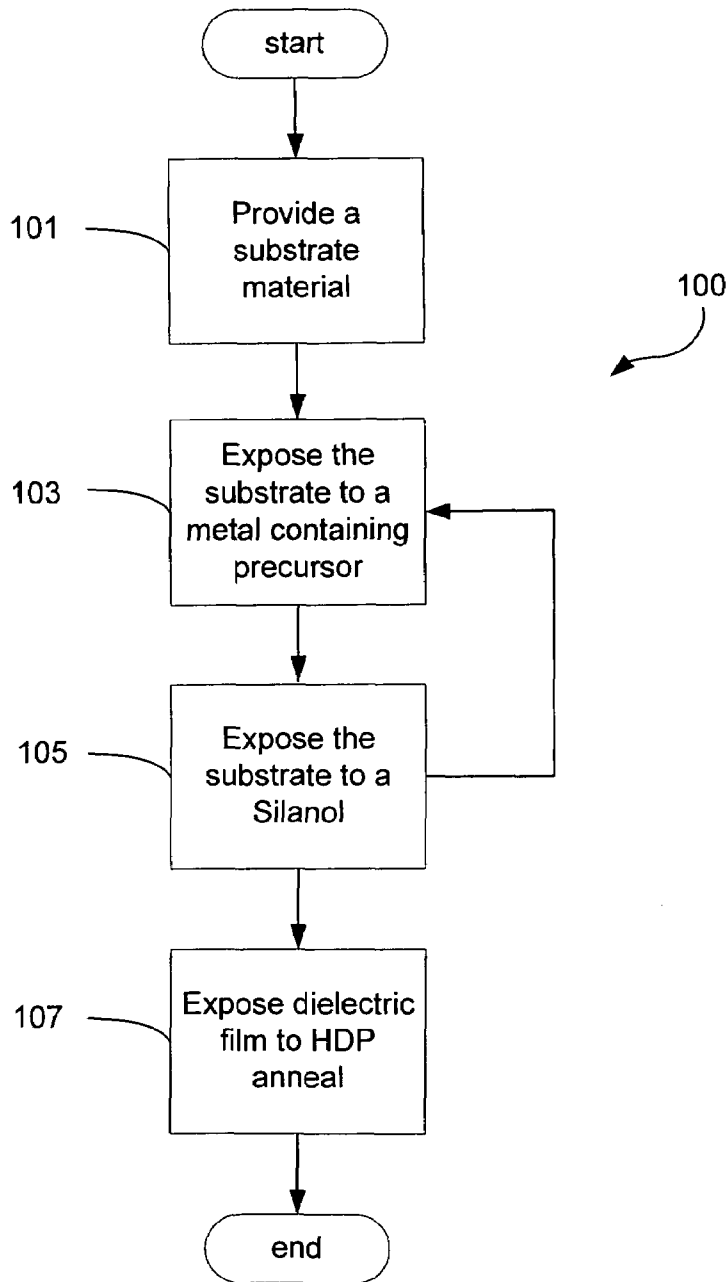 start
101
Provide a
substrate
material
100
103
Expose the
substrate to a
metal containing
precursor
105
Expose the
substrate to a
Silanol
107
Expose dielectric
film to HDP
anneal
end